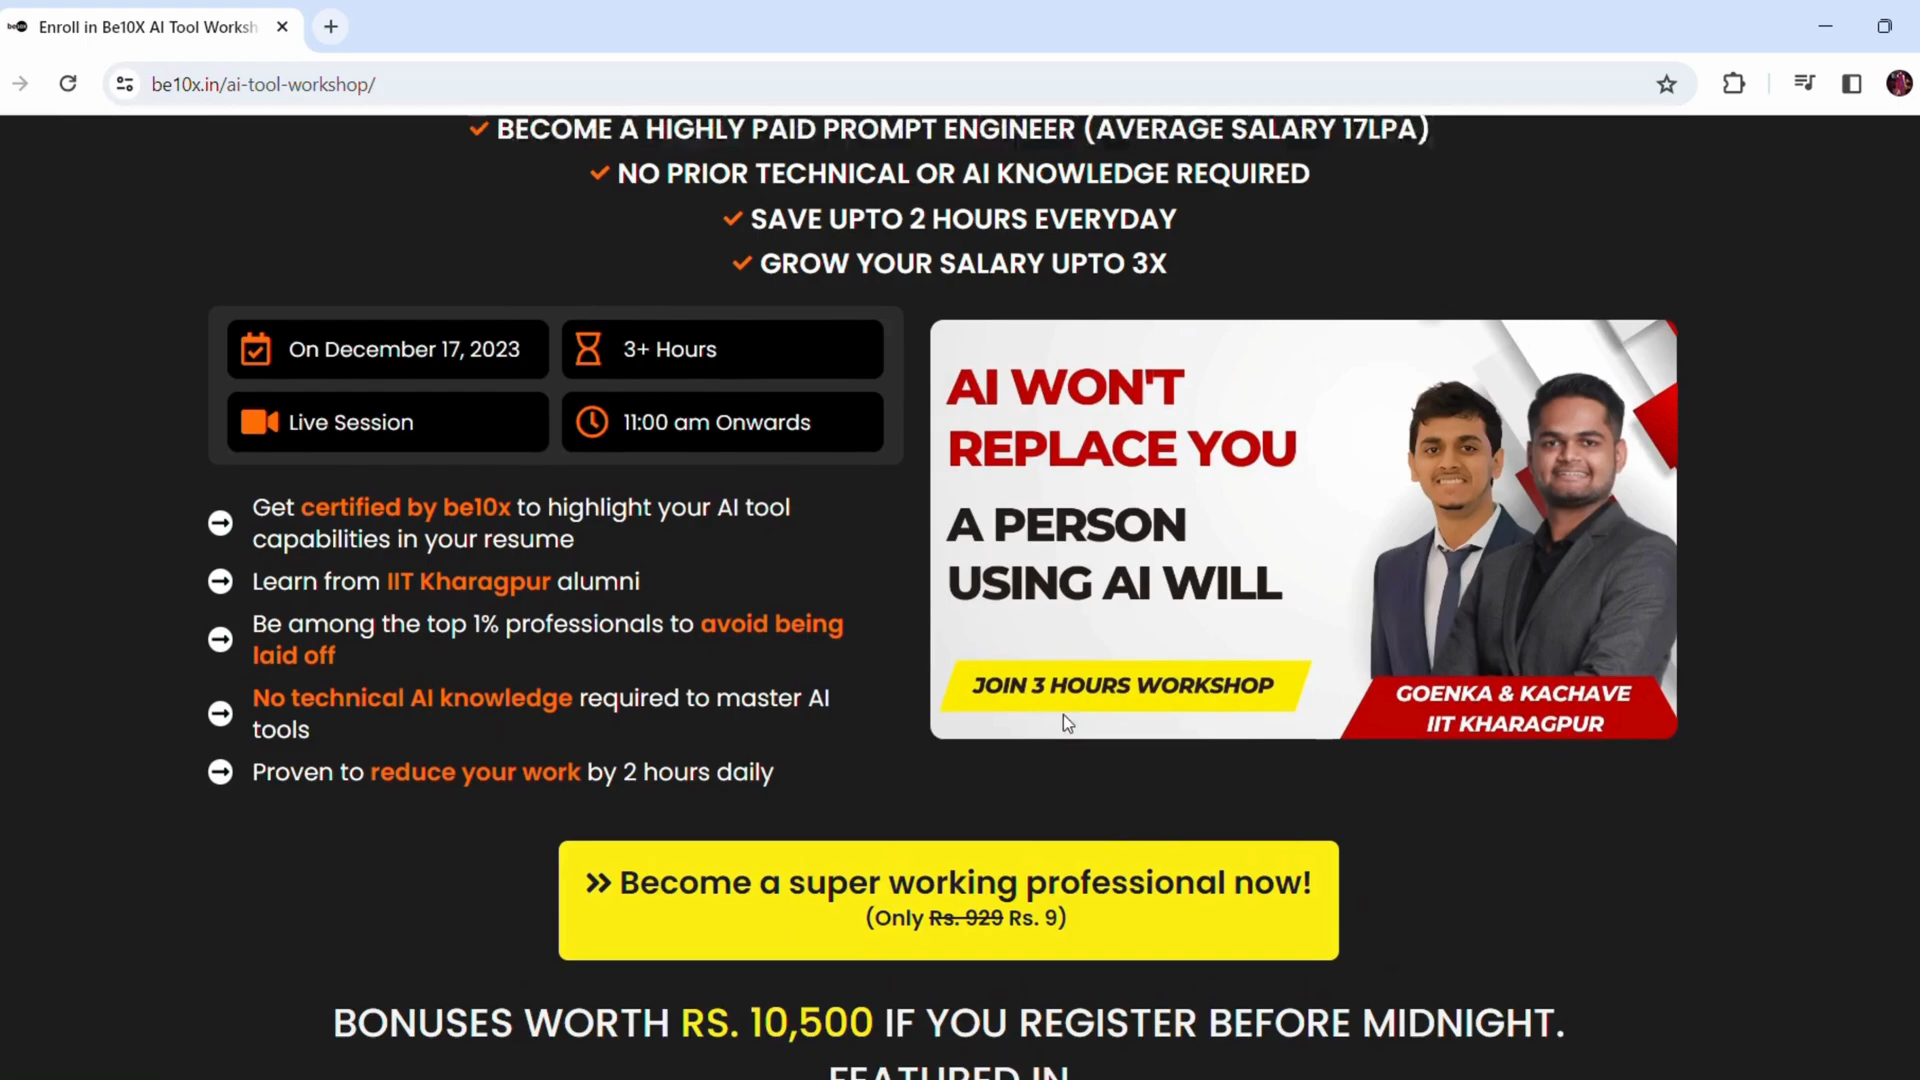 Enroll in Be10X AI Tool Worksh
be10x.in/ai-tool-workshop/
BECOME A HIGHLY PAID PROMPT ENGINEER (AVERAGE SALARY 17LPA)
NO PRIOR TECHNICAL OR AI KNOWLEDGE REQUIRED
SAVE UPTO 2 HOURS EVERYDAY
GROW YOUR SALARY UPTO 3X
On December 17, 2023
3+ Hours
Live Session
11:00 am Onwards
Get certified by be10x to highlight your AI tool
capabilities in your resume
Learn from IIT Kharagpur alumni
Be among the top 1% professionals to avoid being
laid off
No technical AI knowledge required to master AI
tools
Proven to reduce your work by 2 hours daily
AI WON'T
REPLACE YOU
A PERSON
USING AI WILL
JOIN 3 HOURS WORKSHOP
GOENKA & KACHAVE
IIT KHARAGPUR
Become a super working professional now!
(Only Rs. 929 Rs. 9)
BONUSES WORTH RS. 10,500 IF YOU REGISTER BEFORE MIDNIGHT.
FEATURED IN